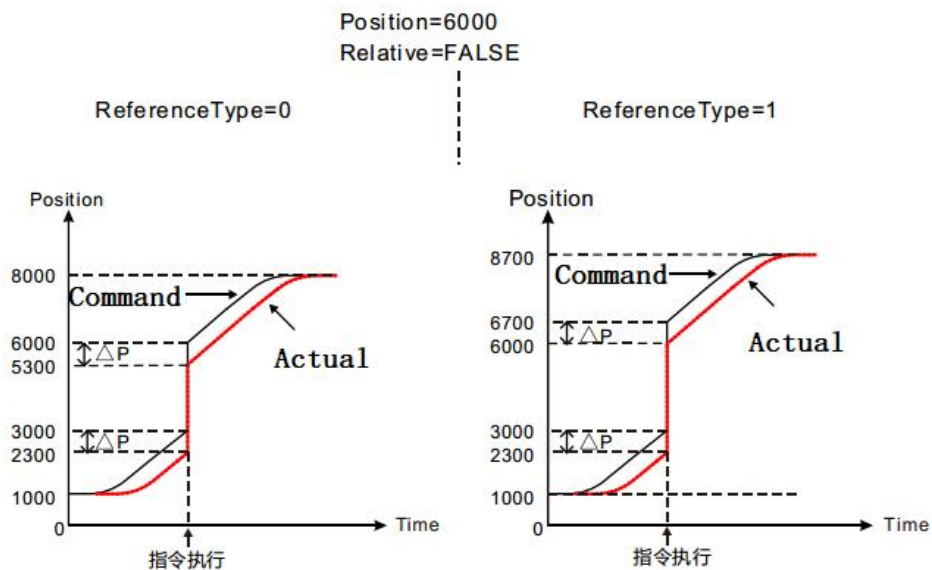 Position=6000
Relative=FALSE
ReferenceType=0
Position
8000
Command
6000
△P
5300
Actual
3000
△P
2300
1000
0
Time
指令执行
ReferenceType=1
Position
8700
Command
6700
△P
6000
Actual
3000
△P
2300
1000
0
Time
指令执行